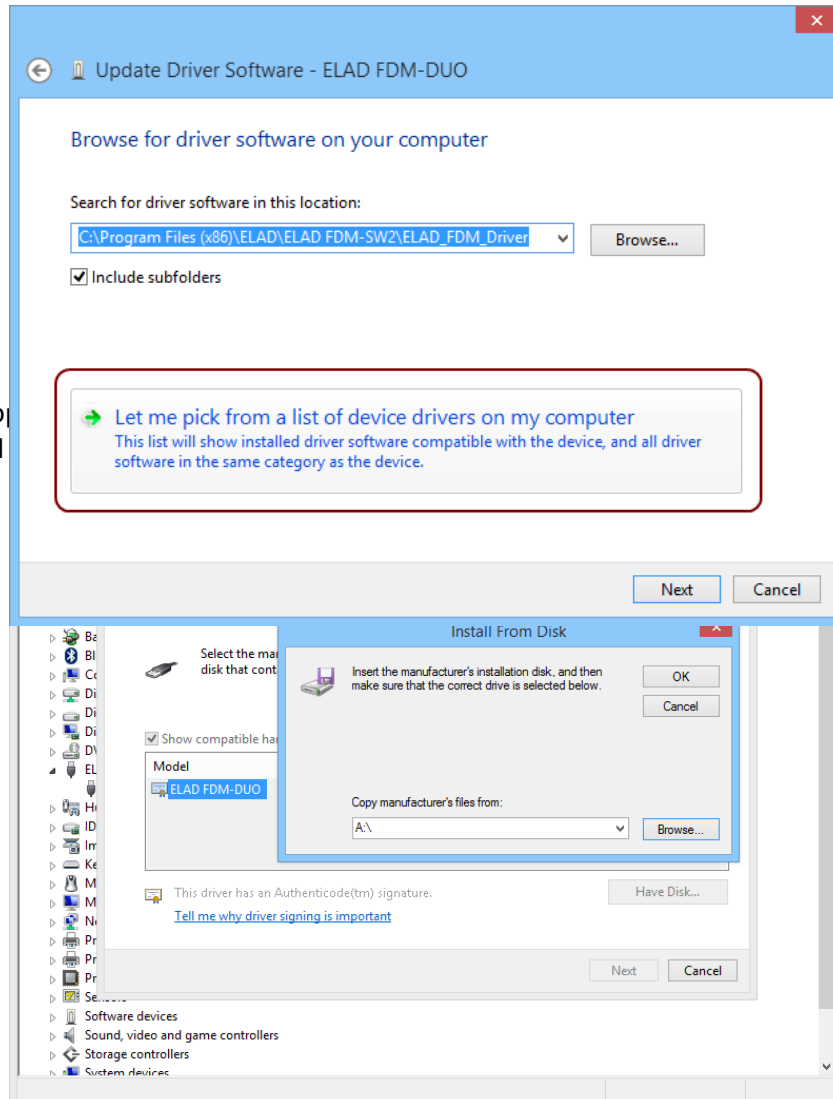 Update Driver Software - ELAD FDM-DUO
Browse for driver software on your computer
Search for driver software in this location:
C:\Program Files (x86)\ELAD\ELAD FDM-SW2\ELAD_FDM_Driver
Browse...
Include subfolders
Let me pick from a list of device drivers on my computer
This list will show installed driver software compatible with the device, and all driver
software in the same category as the device.
Next Cancel
Install From Disk
Select the
disk that
Insert the manufacturer's installation disk, and then
make sure that the correct drive is selected below.
OK
Cancel
Show compatible
Model
ELAD FDM-DUO
Copy manufacturer's files from:
A:\
Browse...
This driver has an Authenticode(tm) signature.
Have Disk...
Tell me why driver signing is important
Next Cancel
Software devices
Sound, video and game controllers
Storage controllers
System devices